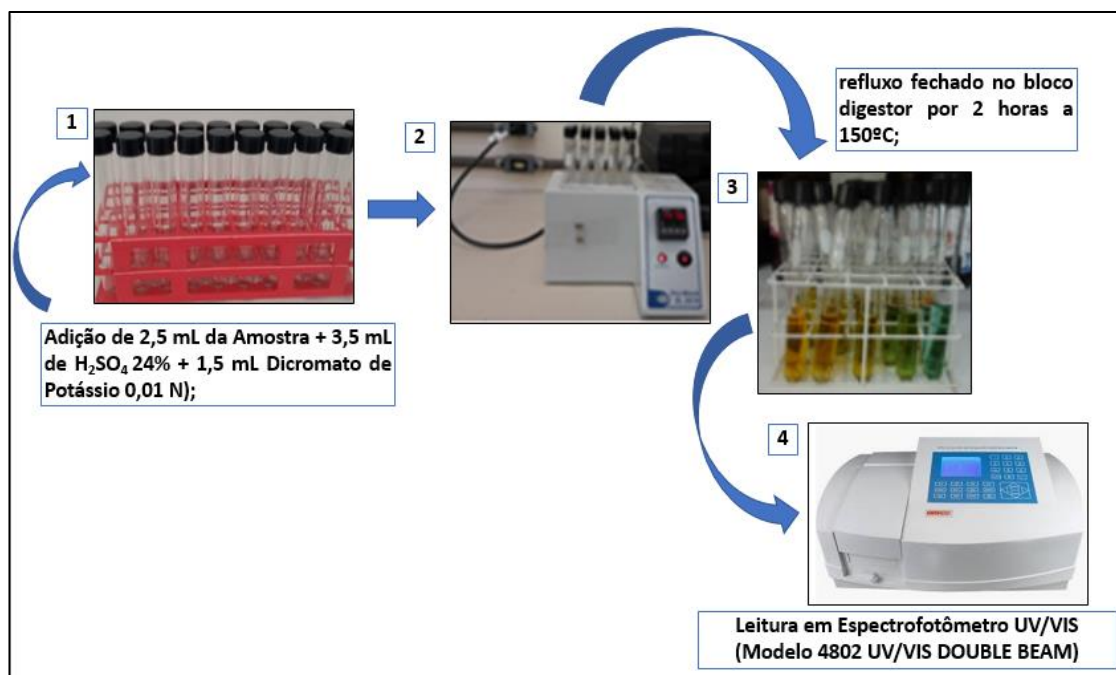 1
Adição de 2,5 mL da Amostra + 3,5 mL
de H₂SO₄ 24% + 1,5 mL Dicromato de
Potássio 0,01 N);
2
refluxo fechado no bloco
digestor por 2 horas a
150ºC;
3
4
Leitura em Espectrofotômetro UV/VIS
(Modelo 4802 UV/VIS DOUBLE BEAM)